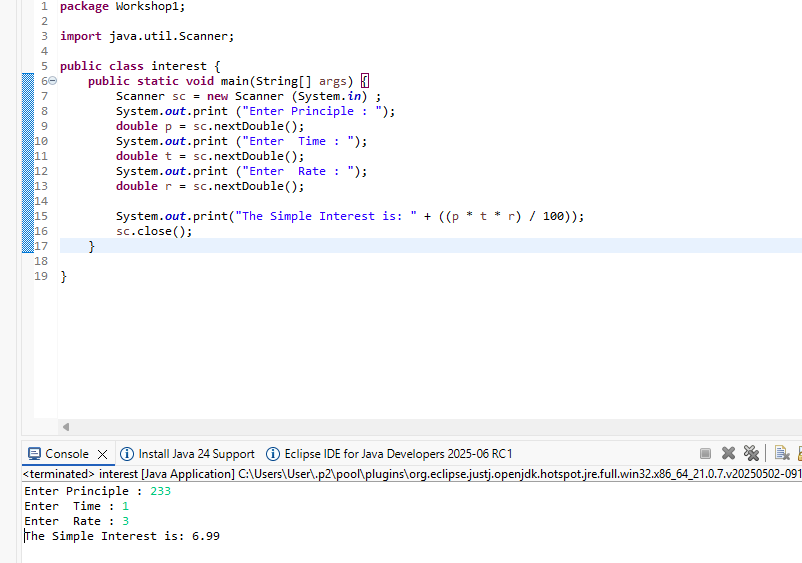 1 package Workshop1;
2
3 import java.util.Scanner;
4
5 public class interest {
6 public static void main(String[] args) {
7 Scanner sc = new Scanner (System.in) ;
8 System.out.print ("Enter Principle : ");
9 double p = sc.nextDouble();
10 System.out.print ("Enter  Time : ");
11 double t = sc.nextDouble();
12 System.out.print ("Enter  Rate : ");
13 double r = sc.nextDouble();
14
15 System.out.print("The Simple Interest is: " + ((p * t * r) / 100));
16 sc.close();
17 }
18
19 }
Console Install Java 24 Support Eclipse IDE for Java Developers 2025-06 RC1
<terminated> interest [Java Application] C:\Users\User\.p2\pool\plugins\org.eclipse.justj.openjdk.hotspot.jre.full.win32.x86_64_21.0.7.v20250502-091
Enter Principle : 233
Enter  Time : 1
Enter  Rate : 3
The Simple Interest is: 6.99